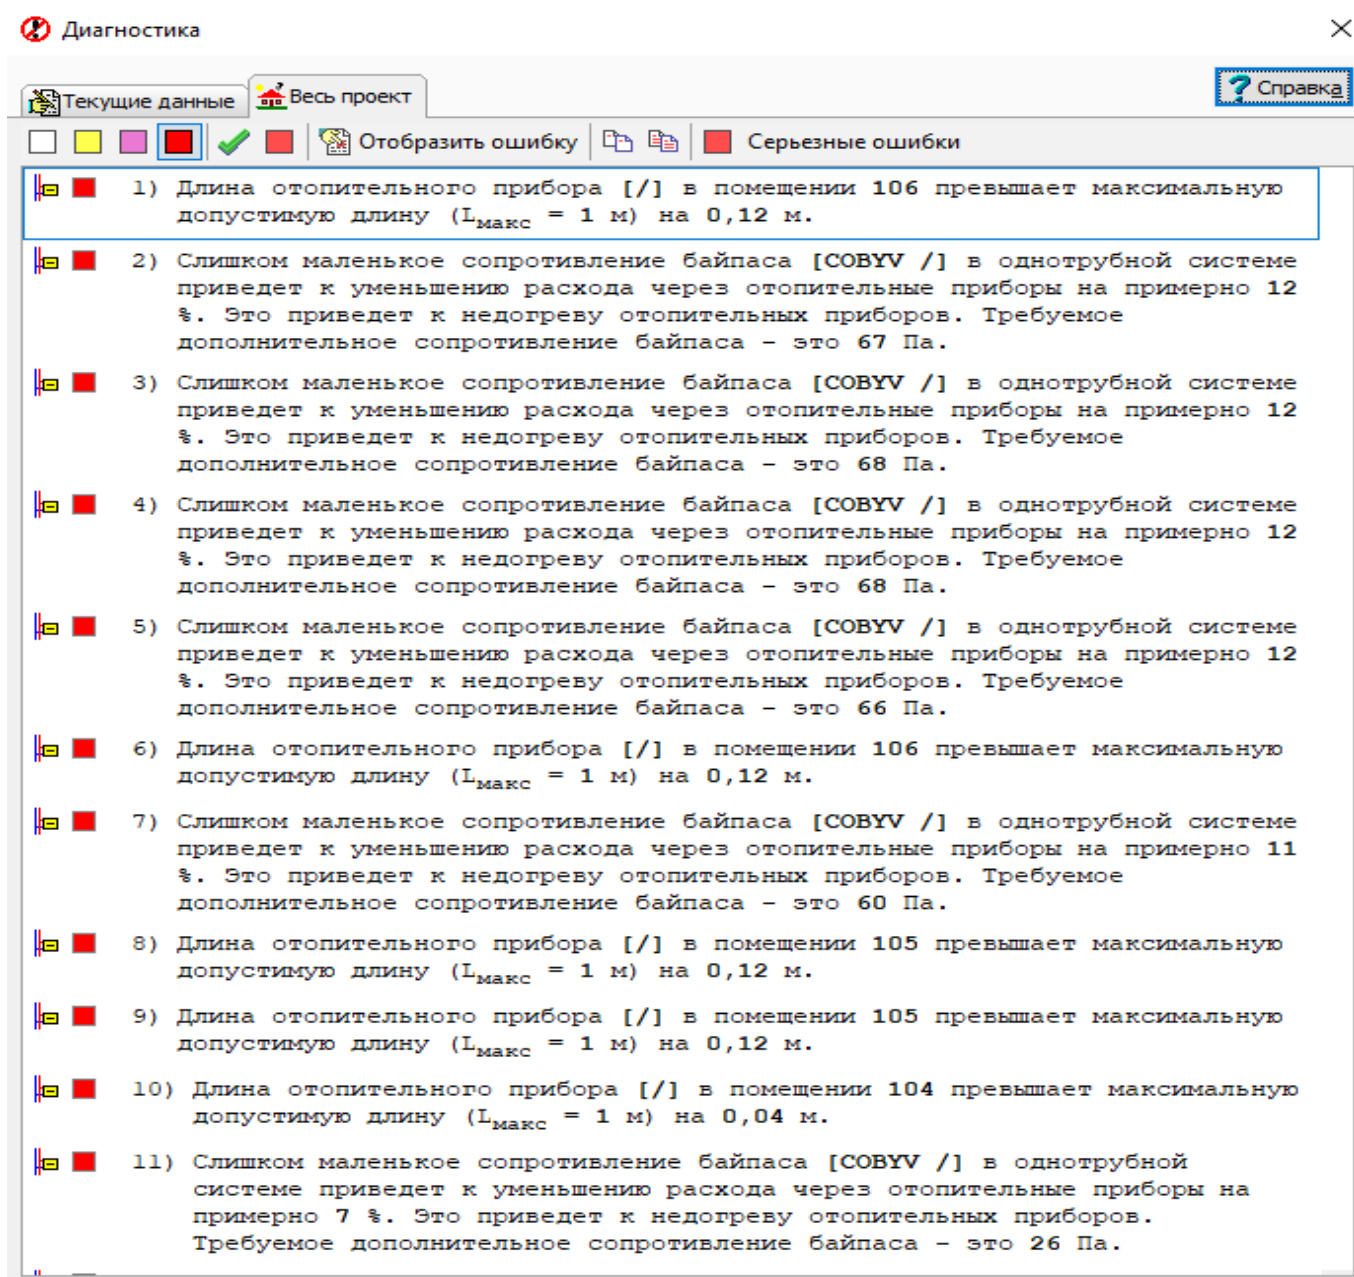 Диагностика
Текущие данные
Весь проект
Справка
Отобразить ошибку
Серьезные ошибки
1) Длина отопительного прибора [/] в помещении 106 превышает максимальную
допустимую длину (Lмакс = 1 м) на 0,12 м.
2) Слишком маленькое сопротивление байпаса [COBYV /] в однотрубной системе
приведет к уменьшению расхода через отопительные приборы на примерно 12
%. Это приведет к недогреву отопительных приборов. Требуемое
дополнительное сопротивление байпаса – это 67 Па.
3) Слишком маленькое сопротивление байпаса [COBYV /] в однотрубной системе
приведет к уменьшению расхода через отопительные приборы на примерно 12
%. Это приведет к недогреву отопительных приборов. Требуемое
дополнительное сопротивление байпаса – это 68 Па.
4) Слишком маленькое сопротивление байпаса [COBYV /] в однотрубной системе
приведет к уменьшению расхода через отопительные приборы на примерно 12
%. Это приведет к недогреву отопительных приборов. Требуемое
дополнительное сопротивление байпаса – это 68 Па.
5) Слишком маленькое сопротивление байпаса [COBYV /] в однотрубной системе
приведет к уменьшению расхода через отопительные приборы на примерно 12
%. Это приведет к недогреву отопительных приборов. Требуемое
дополнительное сопротивление байпаса – это 66 Па.
6) Длина отопительного прибора [/] в помещении 106 превышает максимальную
допустимую длину (Lмакс = 1 м) на 0,12 м.
7) Слишком маленькое сопротивление байпаса [COBYV /] в однотрубной системе
приведет к уменьшению расхода через отопительные приборы на примерно 11
%. Это приведет к недогреву отопительных приборов. Требуемое
дополнительное сопротивление байпаса – это 60 Па.
8) Длина отопительного прибора [/] в помещении 105 превышает максимальную
допустимую длину (Lмакс = 1 м) на 0,12 м.
9) Длина отопительного прибора [/] в помещении 105 превышает максимальную
допустимую длину (Lмакс = 1 м) на 0,12 м.
10) Длина отопительного прибора [/] в помещении 104 превышает максимальную
допустимую длину (Lмакс = 1 м) на 0,04 м.
11) Слишком маленькое сопротивление байпаса [COBYV /] в однотрубной
системе приведет к уменьшению расхода через отопительные приборы на
примерно 7 %. Это приведет к недогреву отопительных приборов.
Требуемое дополнительное сопротивление байпаса – это 26 Па.